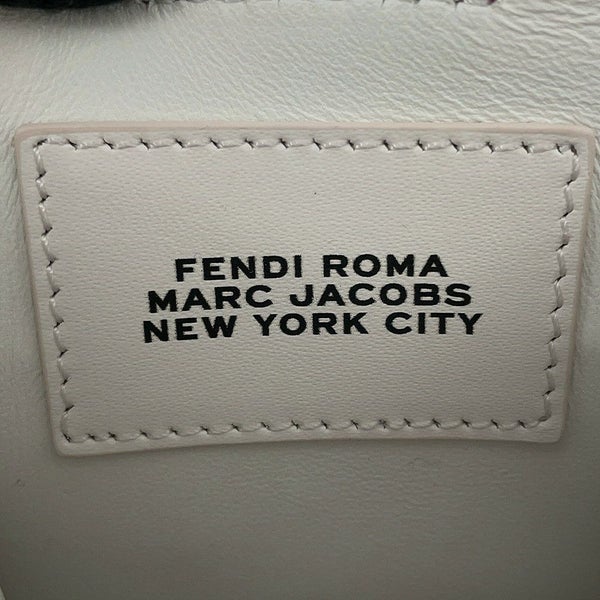 FENDI ROMA
MARC JACOBS
NEW YORK CITY